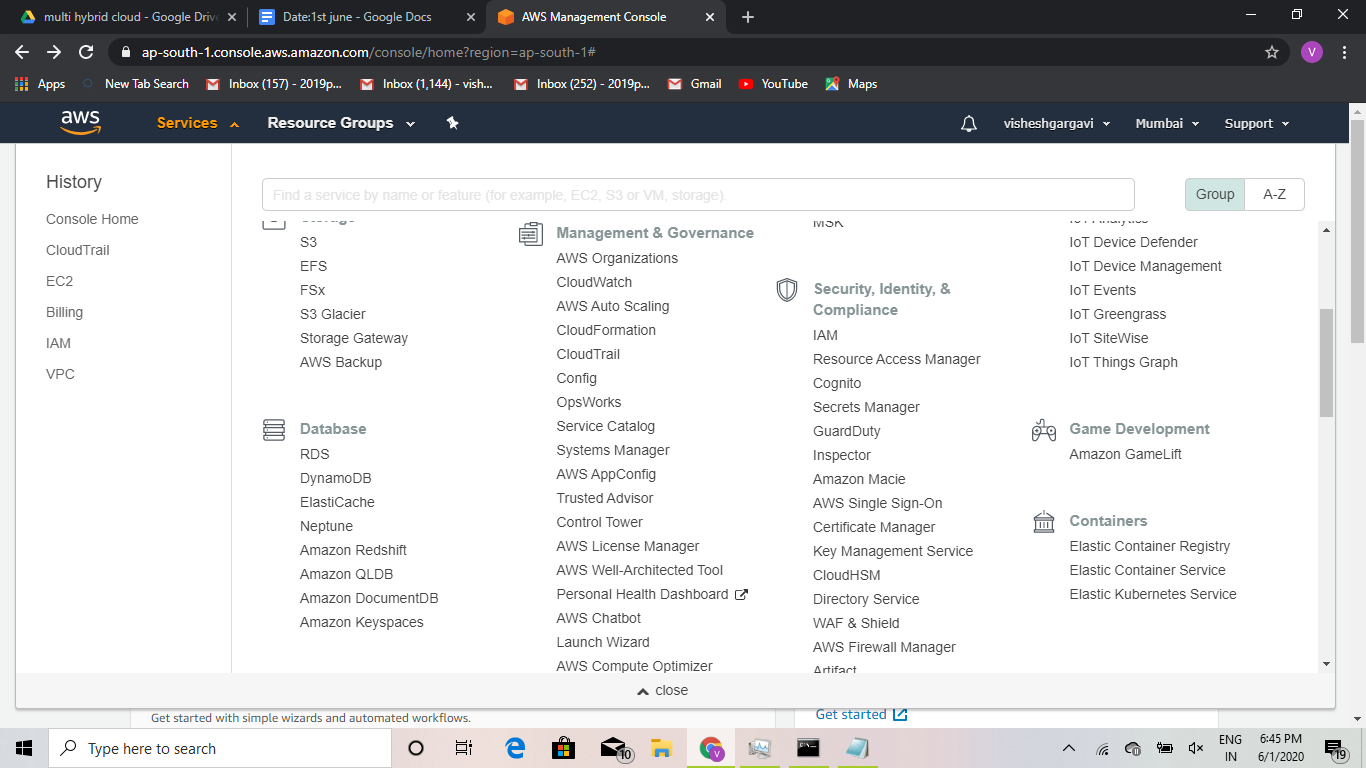 multi hybrid cloud - Google Drive
Date:1st june - Google Docs
AWS Management Console
ap-south-1.console.aws.amazon.com/console/home?region=ap-south-1#
V
Apps
New Tab Search
Inbox (157) - 2019p...
Inbox (1,144) - vish...
Inbox (252) - 2019p...
Gmail
YouTube
Maps
aws
Services
Resource Groups
visheshgargavi
Mumbai
Support
History
Console Home
CloudTrail
EC2
Billing
IAM
VPC
Find a service by name or feature (for example, EC2, S3 or VM, storage).
Group
A-Z
Storage
S3
EFS
FSx
S3 Glacier
Storage Gateway
AWS Backup
Database
RDS
DynamoDB
ElastiCache
Neptune
Amazon Redshift
Amazon QLDB
Amazon DocumentDB
Amazon Keyspaces
Management & Governance
AWS Organizations
CloudWatch
AWS Auto Scaling
CloudFormation
CloudTrail
Config
OpsWorks
Service Catalog
Systems Manager
AWS AppConfig
Trusted Advisor
Control Tower
AWS License Manager
AWS Well-Architected Tool
Personal Health Dashboard
AWS Chatbot
Launch Wizard
AWS Compute Optimizer
MSK
Security, Identity, &
Compliance
IAM
Resource Access Manager
Cognito
Secrets Manager
GuardDuty
Inspector
Amazon Macie
AWS Single Sign-On
Certificate Manager
Key Management Service
CloudHSM
Directory Service
WAF & Shield
AWS Firewall Manager
Artifact
IoT Analytics
IoT Device Defender
IoT Device Management
IoT Events
IoT Greengrass
IoT SiteWise
IoT Things Graph
Game Development
Amazon GameLift
Containers
Elastic Container Registry
Elastic Container Service
Elastic Kubernetes Service
close
Get started with simple wizards and automated workflows.
Get started
Type here to search
10
V
ENG
IN
6:45 PM
6/1/2020
19